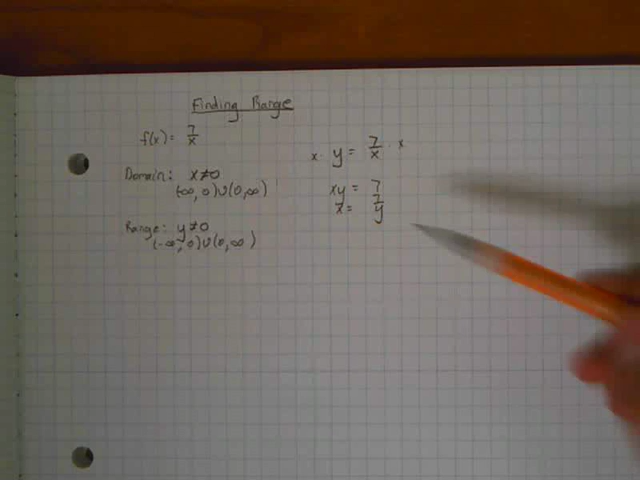 Finding Range
f(x) = 7/x
Domain: x≠0
(∞, 0)∪(0,∞)
Range: y≠0
(-∞, 0)∪(0,∞)
x · y = 7/x · x
xy = 7
x = 7/y